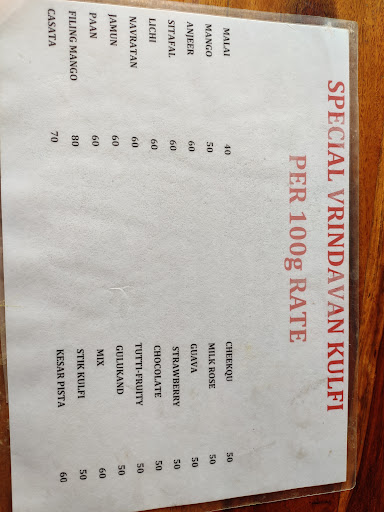 SPECIAL VRINDAVAN KULFI
PER 100g RATE
MALAI 40
MANGO 50
ANJEER 60
SITAFAL 60
LICHI 60
NAVRATAN 60
JAMUN 60
PAAN 60
FILING MANGO 80
CASATA 70
CHEEKQU 50
MILK ROSE 50
GUAVA 50
STRAWBERRY 50
CHOCOLATE 50
TUTTI-FRUITY 50
GULUKAND 50
MIX 60
STIK KULFI 50
KESAR PISTA 60